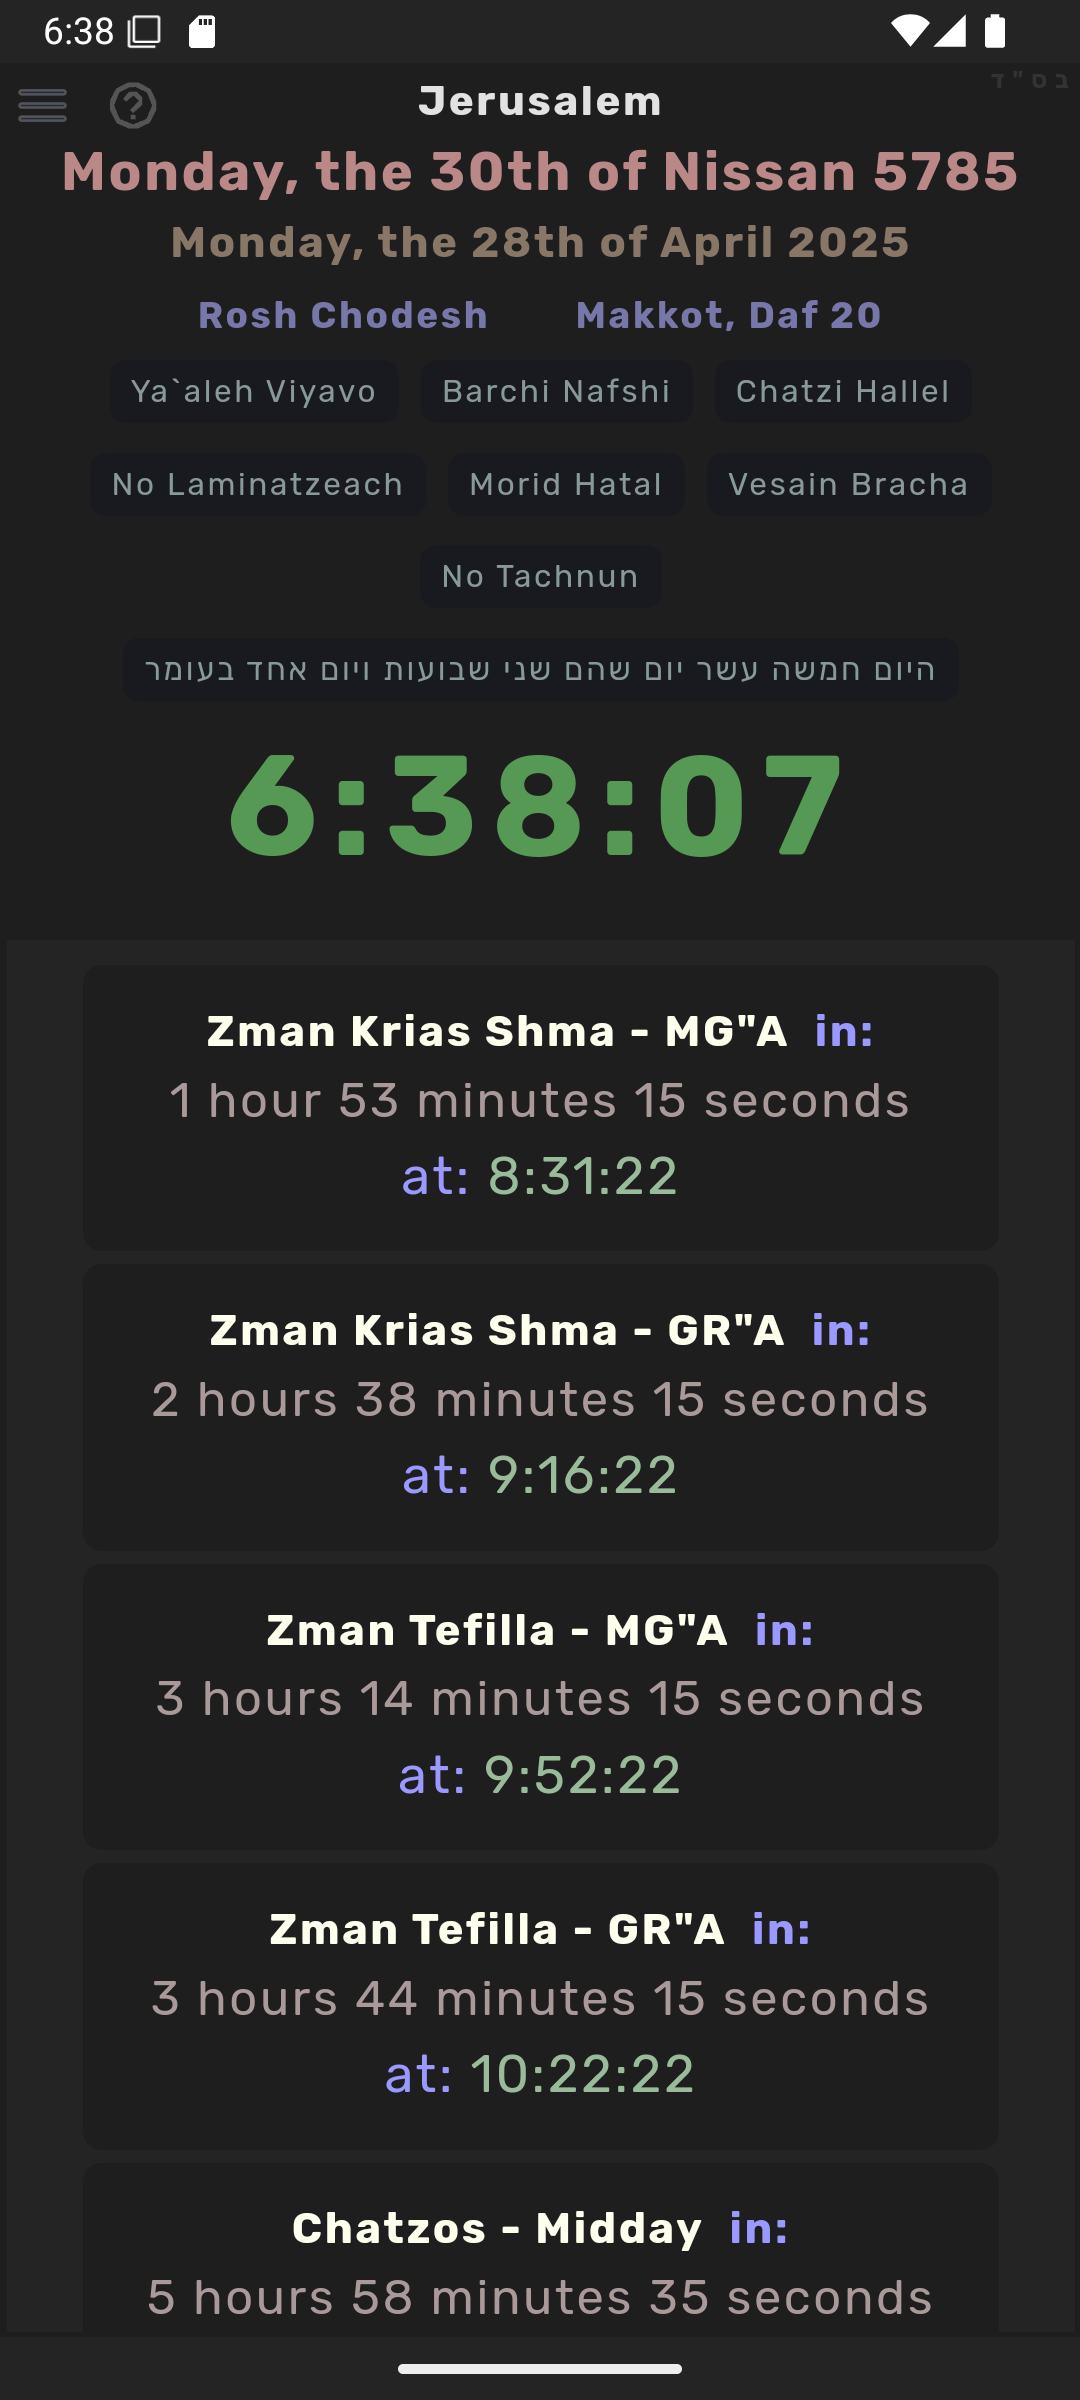 6:38
בס"ד
Jerusalem
Monday, the 30th of Nissan 5785
Monday, the 28th of April 2025
Rosh Chodesh Makkot, Daf 20
Ya`aleh Viyavo Barchi Nafshi Chatzi Hallel
No Laminatzeach Morid Hatal Vesain Bracha
No Tachnun
היום חמשה עשר יום שהם שני שבועות ויום אחד בעומר
6:38:07
Zman Krias Shma - MG"A in:
1 hour 53 minutes 15 seconds
at: 8:31:22
Zman Krias Shma - GR"A in:
2 hours 38 minutes 15 seconds
at: 9:16:22
Zman Tefilla - MG"A in:
3 hours 14 minutes 15 seconds
at: 9:52:22
Zman Tefilla - GR"A in:
3 hours 44 minutes 15 seconds
at: 10:22:22
Chatzos - Midday in:
5 hours 58 minutes 35 seconds